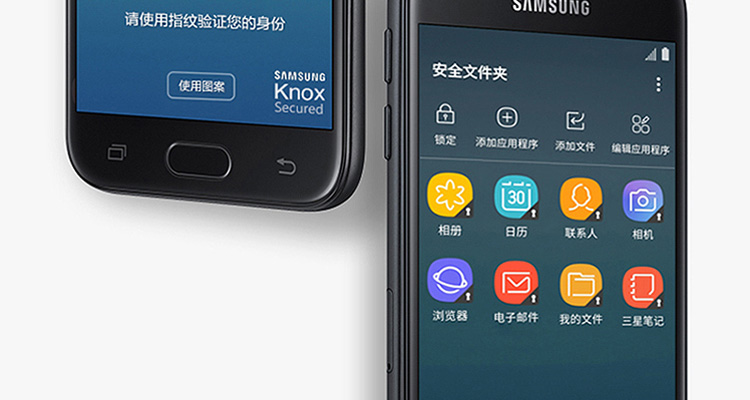 请使用指纹验证您的身份
使用图案
SAMSUNG
Knox
Secured
SAMSUNG
安全文件夹
锁定
添加应用程序
添加文件
编辑应用程序
30
相册
日历
联系人
相机
浏览器
电子邮件
我的文件
三星笔记